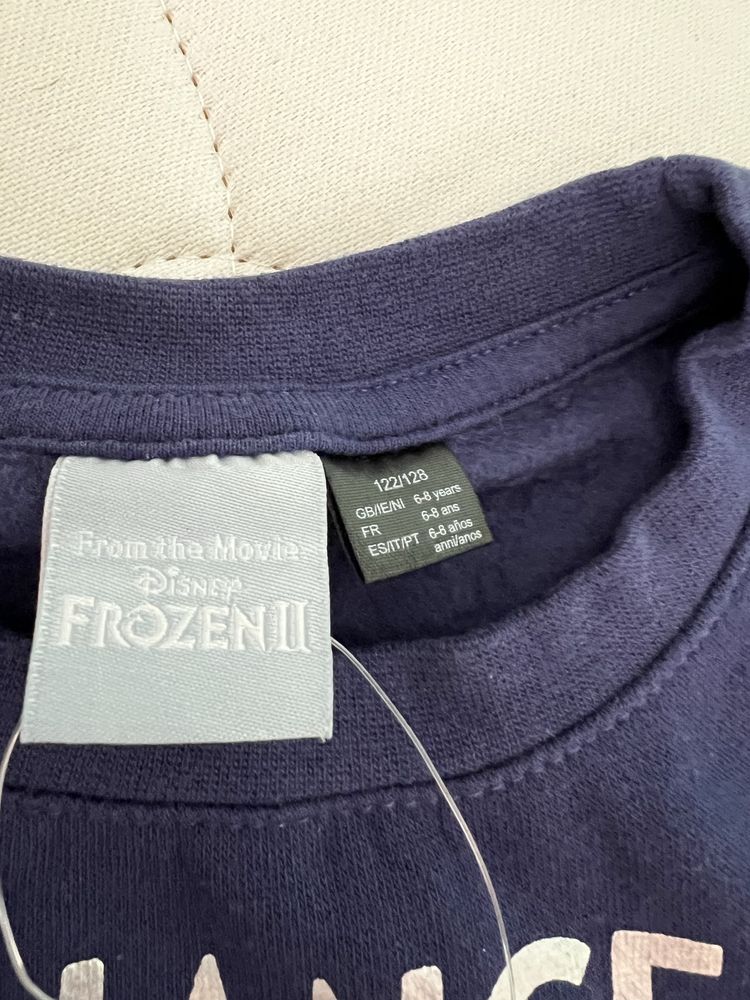 From the Movie
Disney
FROZEN II
122/128
GB/IE/NI 6-8 years
FR 6-8 ans
ES/IT/PT 6-8 años
anni/anos